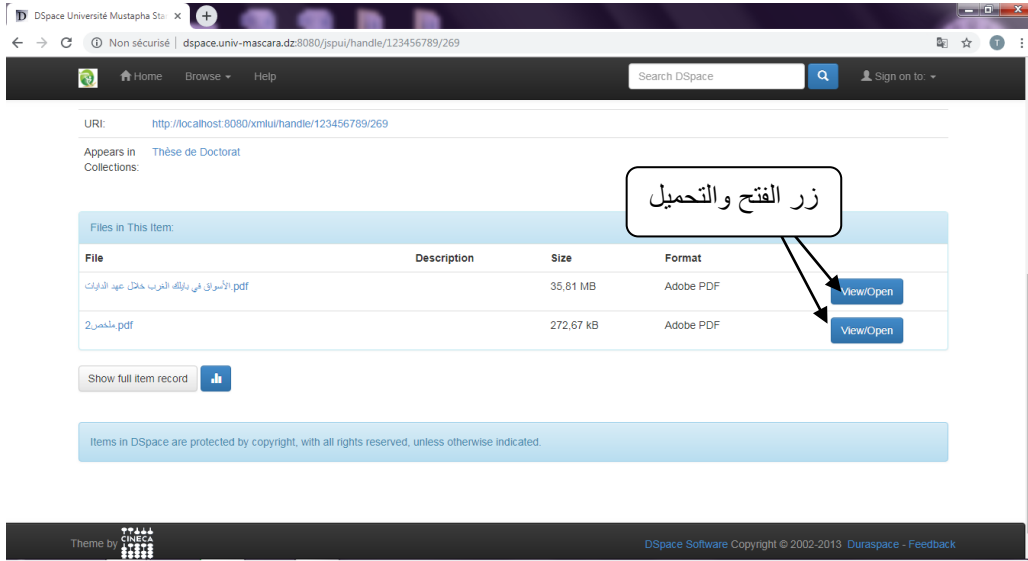 DSpace Université Mustapha Sta
Non sécurisé | dspace.univ-mascara.dz:8080/jspui/handle/123456789/269
T
Home Browse Help
Search DSpace
Sign on to:
URI: http://localhost:8080/xmlui/handle/123456789/269
Appears in Collections: Thèse de Doctorat
زر الفتح والتحميل
Files in This Item:
File Description Size Format
الأسواق في بايلك الغرب خلال عهد الدايات.pdf 35,81 MB Adobe PDF View/Open
ملخص2.pdf 272,67 kB Adobe PDF View/Open
Show full item record
Items in DSpace are protected by copyright, with all rights reserved, unless otherwise indicated.
Theme by CINECA
DSpace Software Copyright © 2002-2013 Duraspace - Feedback